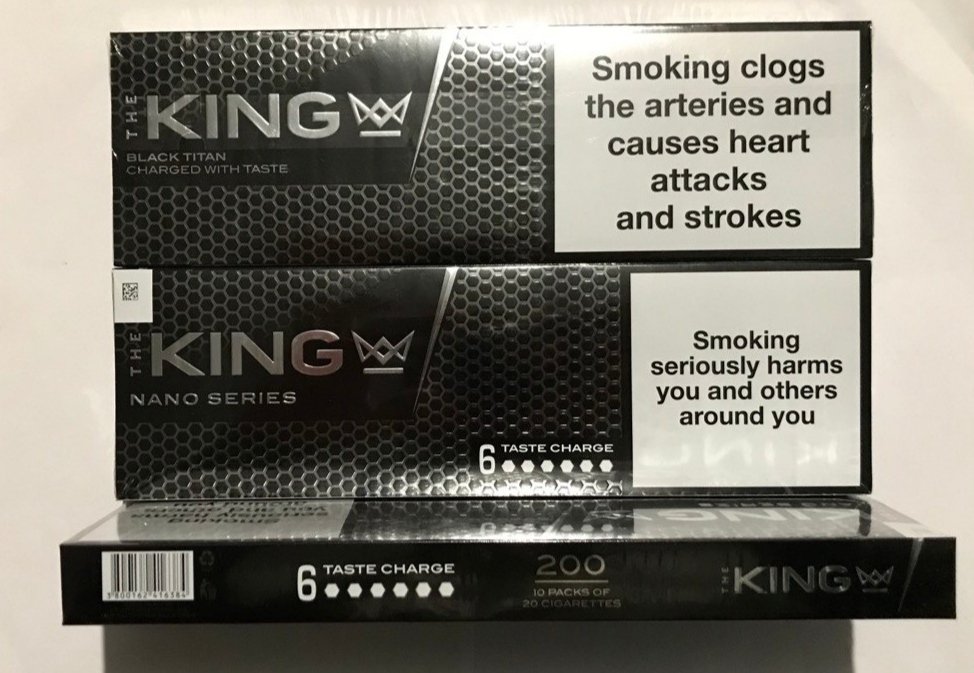 THE KING
BLACK TITAN
CHARGED WITH TASTE
Smoking clogs
the arteries and
causes heart
attacks
and strokes
THE KING
NANO SERIES
6 TASTE CHARGE
Smoking
seriously harms
you and others
around you
3800162416384
6 TASTE CHARGE
200
10 PACKS OF
20 CIGARETTES
THE KING